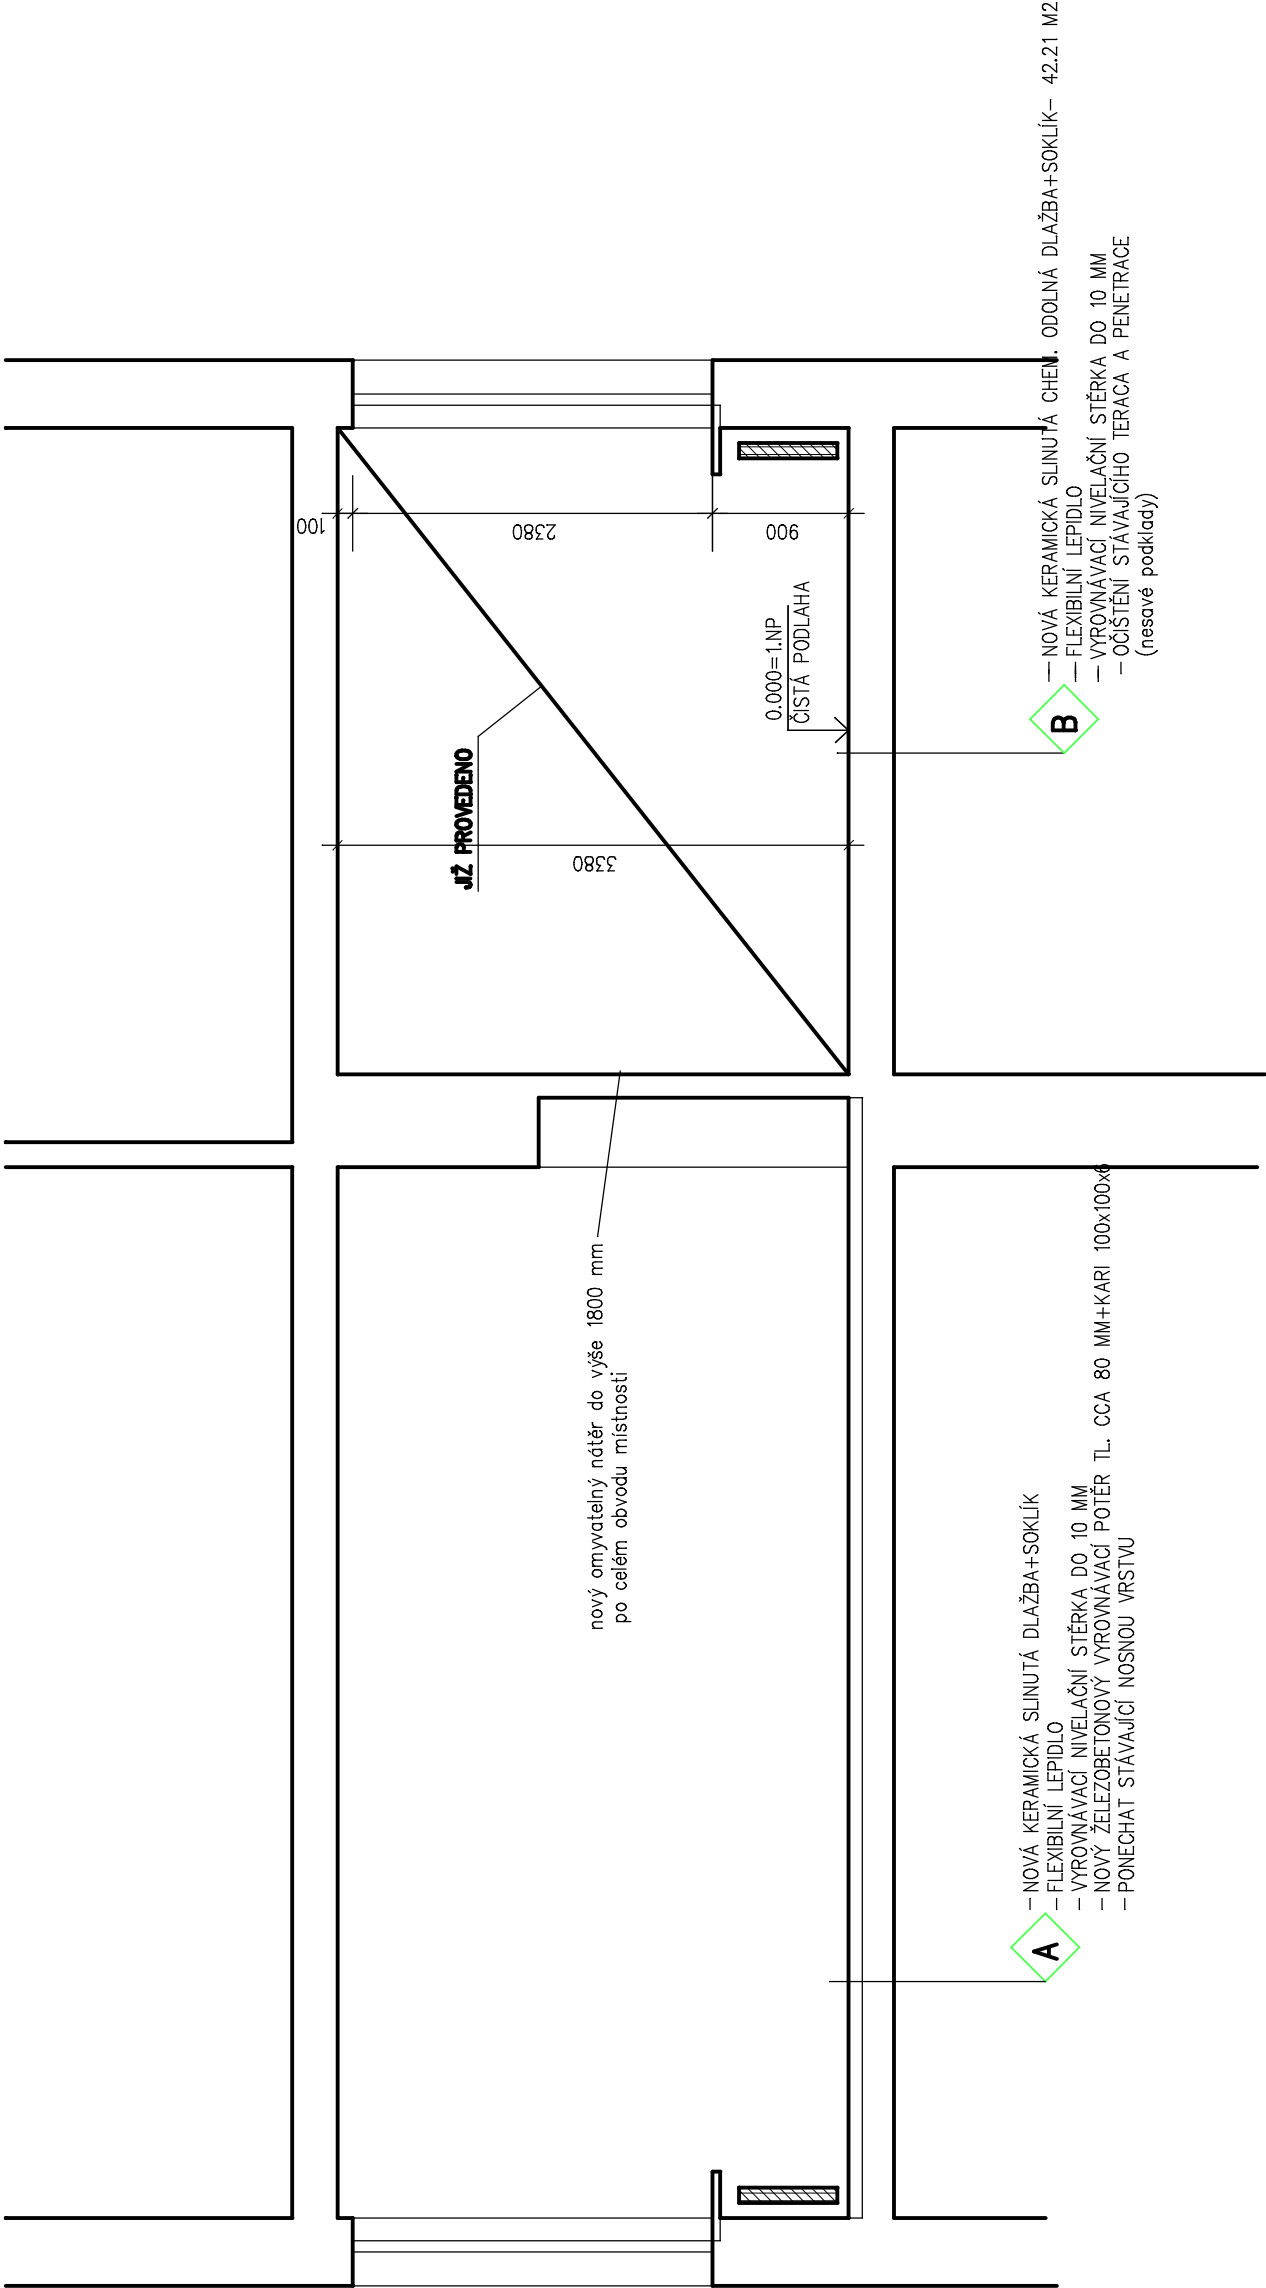 JIŽ PROVEDENO
100
2380
900
3380
0.000=1.NP
ČISTÁ PODLAHA
nový omyvatelný nátěr do výše 1800 mm
po celém obvodu místnosti
A
– NOVÁ KERAMICKÁ SLINUTÁ DLAŽBA+SOKLÍK
– FLEXIBILNÍ LEPIDLO
– VYROVNÁVACÍ NIVELAČNÍ STĚRKA DO 10 MM
– NOVÝ ŽELEZOBETONOVÝ VYROVNÁVACÍ POTĚR TL. CCA 80 MM+KARI 100x100x6
– PONECHAT STÁVAJÍCÍ NOSNOU VRSTVU
B
– NOVÁ KERAMICKÁ SLINUTÁ CHEM. ODOLNÁ DLAŽBA+SOKLÍK– 42.21 M2
– FLEXIBILNÍ LEPIDLO
– VYROVNÁVACÍ NIVELAČNÍ STĚRKA DO 10 MM
– OČIŠTĚNÍ STÁVAJÍCÍHO TERACA A PENETRACE
(nesavé podklady)